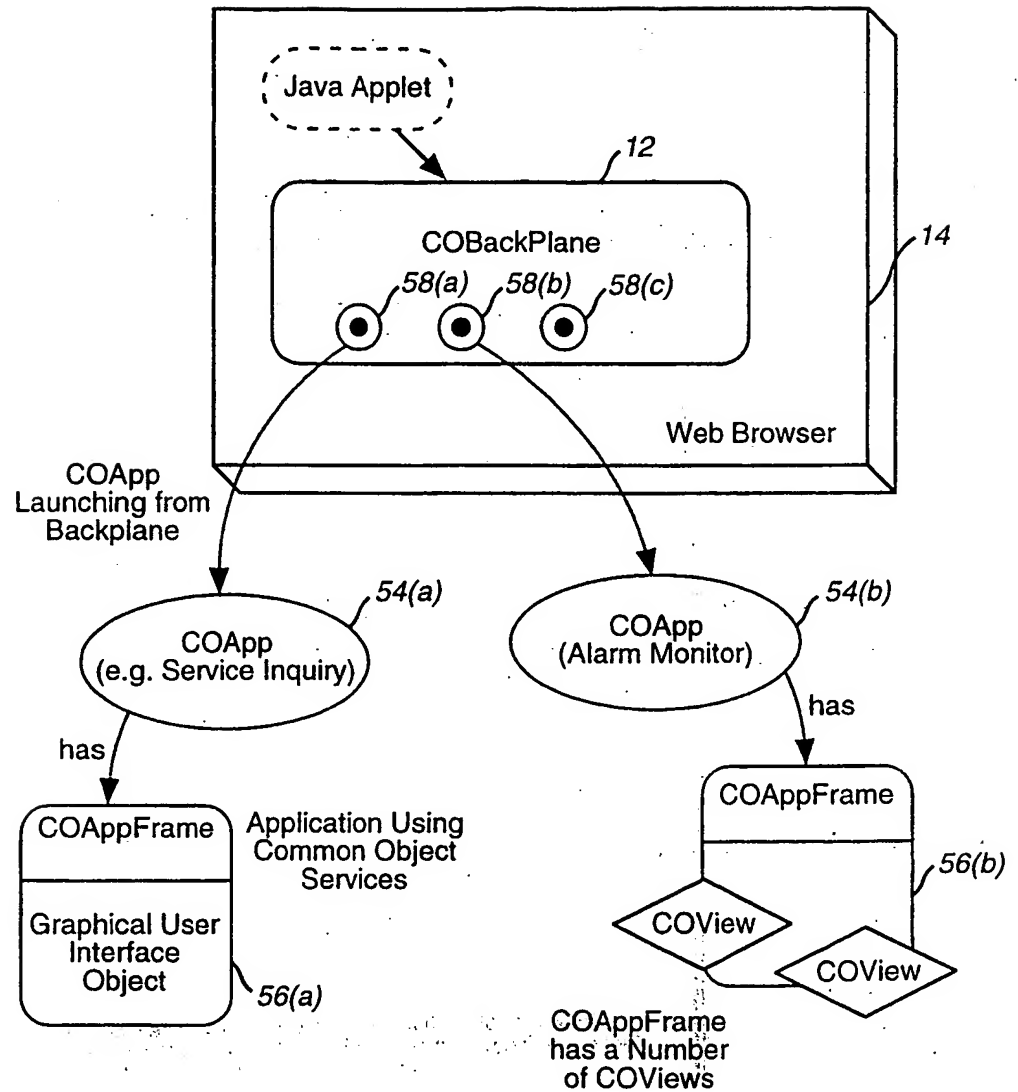 Java Applet
12
COBackPlane
14
58(a)
58(b)
58(c)
Web Browser
COApp
Launching from
Backplane
54(a)
COApp
(e.g. Service Inquiry)
54(b)
COApp
(Alarm Monitor)
has
has
COAppFrame
Application Using
Common Object
Services
Graphical User
Interface
Object
56(a)
COAppFrame
56(b)
COView
COView
COAppFrame
has a Number
of COViews